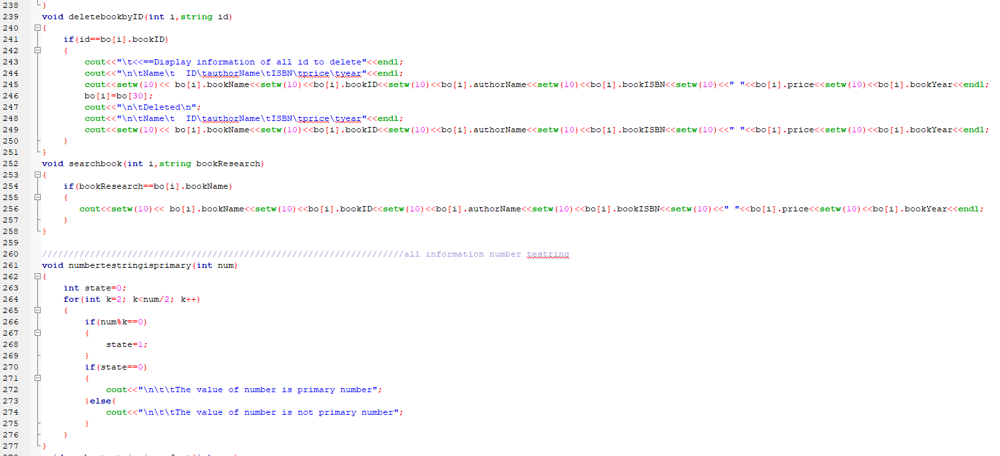 238 }
239 void deletebookbyID(int i,string id)
240 {
241 if(id==bo[i].bookID)
242 {
243 cout<<"\t<<==Display information of all id to delete"<<endl;
244 cout<<"\n\tName\t  ID\tauthorName\tISBN\tprice\tyear"<<endl;
245 cout<<setw(10)<< bo[i].bookName<<setw(10)<<bo[i].bookID<<setw(10)<<bo[i].authorName<<setw(10)<<bo[i].bookISBN<<setw(10)<<" "<<bo[i].price<<setw(10)<<bo[i].bookYear<<endl;
246 bo[i]=bo[30];
247 cout<<"\n\tDeleted\n";
248 cout<<"\n\tName\t  ID\tauthorName\tISBN\tprice\tyear"<<endl;
249 cout<<setw(10)<< bo[i].bookName<<setw(10)<<bo[i].bookID<<setw(10)<<bo[i].authorName<<setw(10)<<bo[i].bookISBN<<setw(10)<<" "<<bo[i].price<<setw(10)<<bo[i].bookYear<<endl;
250 }
251 }
252 void searchbook(int i,string bookResearch)
253 {
254 if(bookResearch==bo[i].bookName)
255 {
256 cout<<setw(10)<< bo[i].bookName<<setw(10)<<bo[i].bookID<<setw(10)<<bo[i].authorName<<setw(10)<<bo[i].bookISBN<<setw(10)<<" "<<bo[i].price<<setw(10)<<bo[i].bookYear<<endl;
257 }
258 }
259
260 ////////////////////////////////////////////////////////////////////all information number testring
261 void numbertestringisprimary(int num)
262 {
263 int state=0;
264 for(int k=2; k<num/2; k++)
265 {
266 if(num%k==0)
267 {
268 state=1;
269 }
270 if(state==0)
271 {
272 cout<<"\n\t\tThe value of number is primary number";
273 }else{
274 cout<<"\n\t\tThe value of number is not primary number";
275 }
276 }
277 }